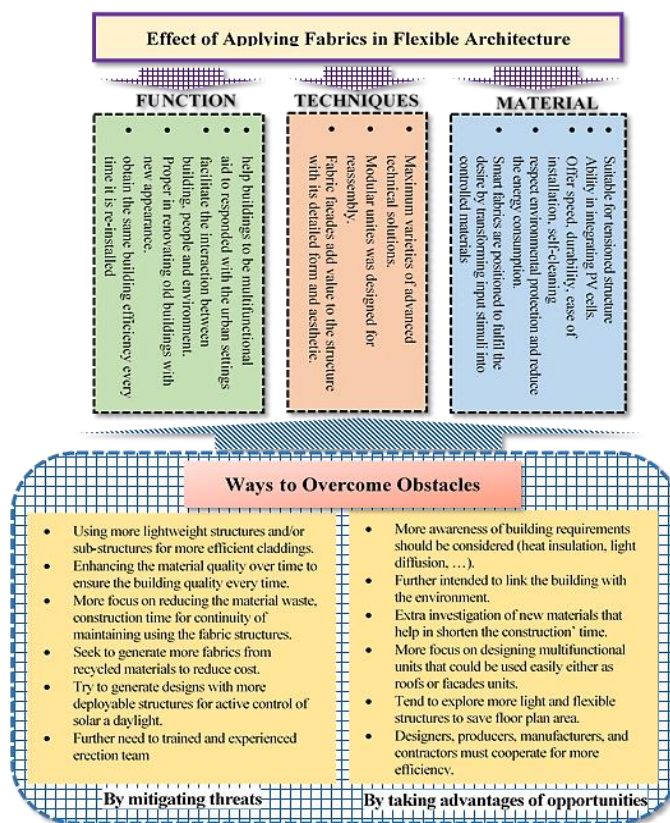 Effect of Applying Fabrics in Flexible Architecture
FUNCTION
• help buildings to be multifunctional
• aid to responded with the urban settings
• facilitate the interaction between
building, people and environment.
• Proper in renovating old buildings with
new appearance.
• obtain the same building efficiency every
time it is re-installed
TECHNIQUES
• Maximum varieties of advanced
technical solutions.
• Modular unites was designed for
reassembly.
• Fabric facades add value to the structure
with its detailed form and aesthetic.
MATERIAL
• Suitable for tensioned structure
• Ability in integrating PV cells.
• Offer speed, durability, ease of
installation, self-cleaning
• respect environmental protection and reduce
the energy consumption.
• Smart fabrics are positioned to fulfil the
desire by transforming input stimuli into
controlled materials
Ways to Overcome Obstacles
• Using more lightweight structures and/or
sub-structures for more efficient claddings.
• Enhancing the material quality over time to
ensure the building quality every time.
• More focus on reducing the material waste,
construction time for continuity of
maintaining using the fabric structures.
• Seek to generate more fabrics from
recycled materials to reduce cost.
• Try to generate designs with more
deployable structures for active control of
solar a daylight.
• Further need to trained and experienced
erection team
By mitigating threats
• More awareness of building requirements
should be considered (heat insulation, light
diffusion, …).
• Further intended to link the building with
the environment.
• Extra investigation of new materials that
help in shorten the construction’ time.
• More focus on designing multifunctional
units that could be used easily either as
roofs or facades units.
• Tend to explore more light and flexible
structures to save floor plan area.
• Designers, producers, manufacturers, and
contractors must cooperate for more
efficiency.
By taking advantages of opportunities